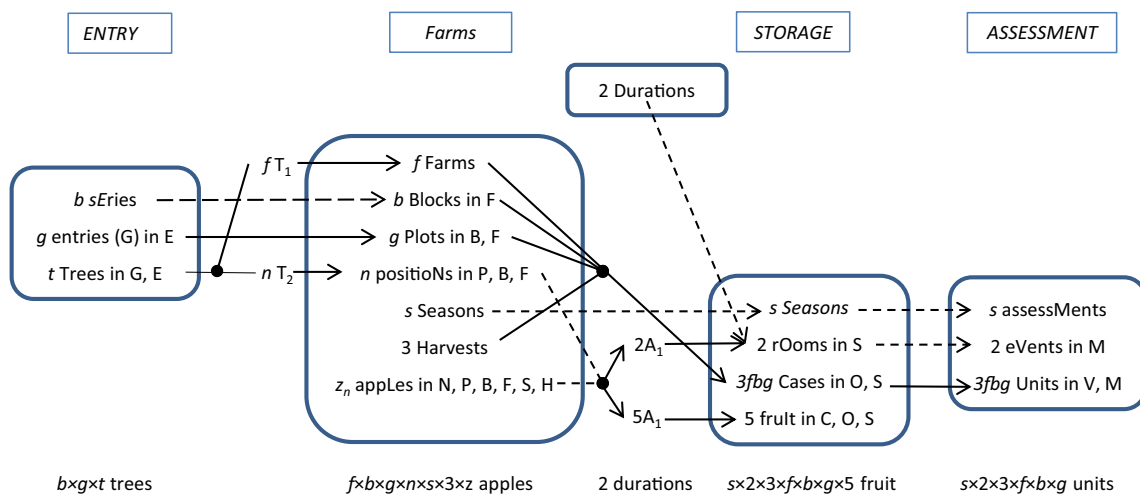 ENTRY
Farms
STORAGE
ASSESSMENT
2 Durations
f T1
f Farms
b sEries
b Blocks in F
g entries (G) in E
g Plots in B, F
t Trees in G, E
n T2
n positioNs in P, B, F
s Seasons
s Seasons
s assessMents
3 Harvests
2A1
2 rOoms in S
2 eVents in M
zn appLes in N, P, B, F, S, H
3fbg Cases in O, S
3fbg Units in V, M
5A1
5 fruit in C, O, S
b×g×t trees
f×b×g×n×s×3×z apples
2 durations
s×2×3×f×b×g×5 fruit
s×2×3×f×b×g units